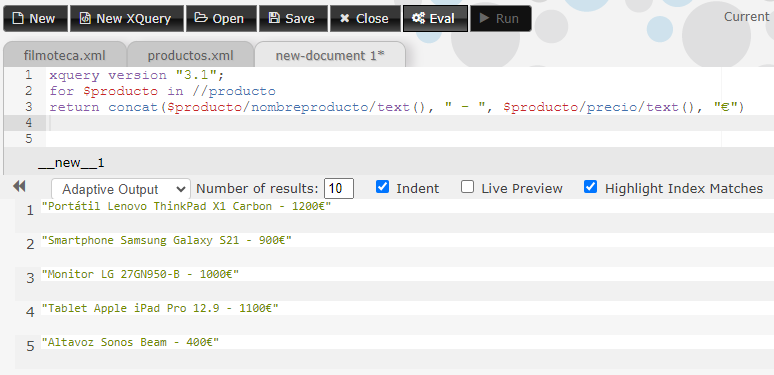 New New XQuery Open Save Close Eval Run Current
filmoteca.xml productos.xml new-document 1*
1 xquery version "3.1";
2 for $producto in //producto
3 return concat($producto/nombreproducto/text(), " - ", $producto/precio/text(), "€")
4
5
__new__1
Adaptive Output Number of results: 10 Indent Live Preview Highlight Index Matches
1 "Portátil Lenovo ThinkPad X1 Carbon - 1200€"
2 "Smartphone Samsung Galaxy S21 - 900€"
3 "Monitor LG 27GN950-B - 1000€"
4 "Tablet Apple iPad Pro 12.9 - 1100€"
5 "Altavoz Sonos Beam - 400€"